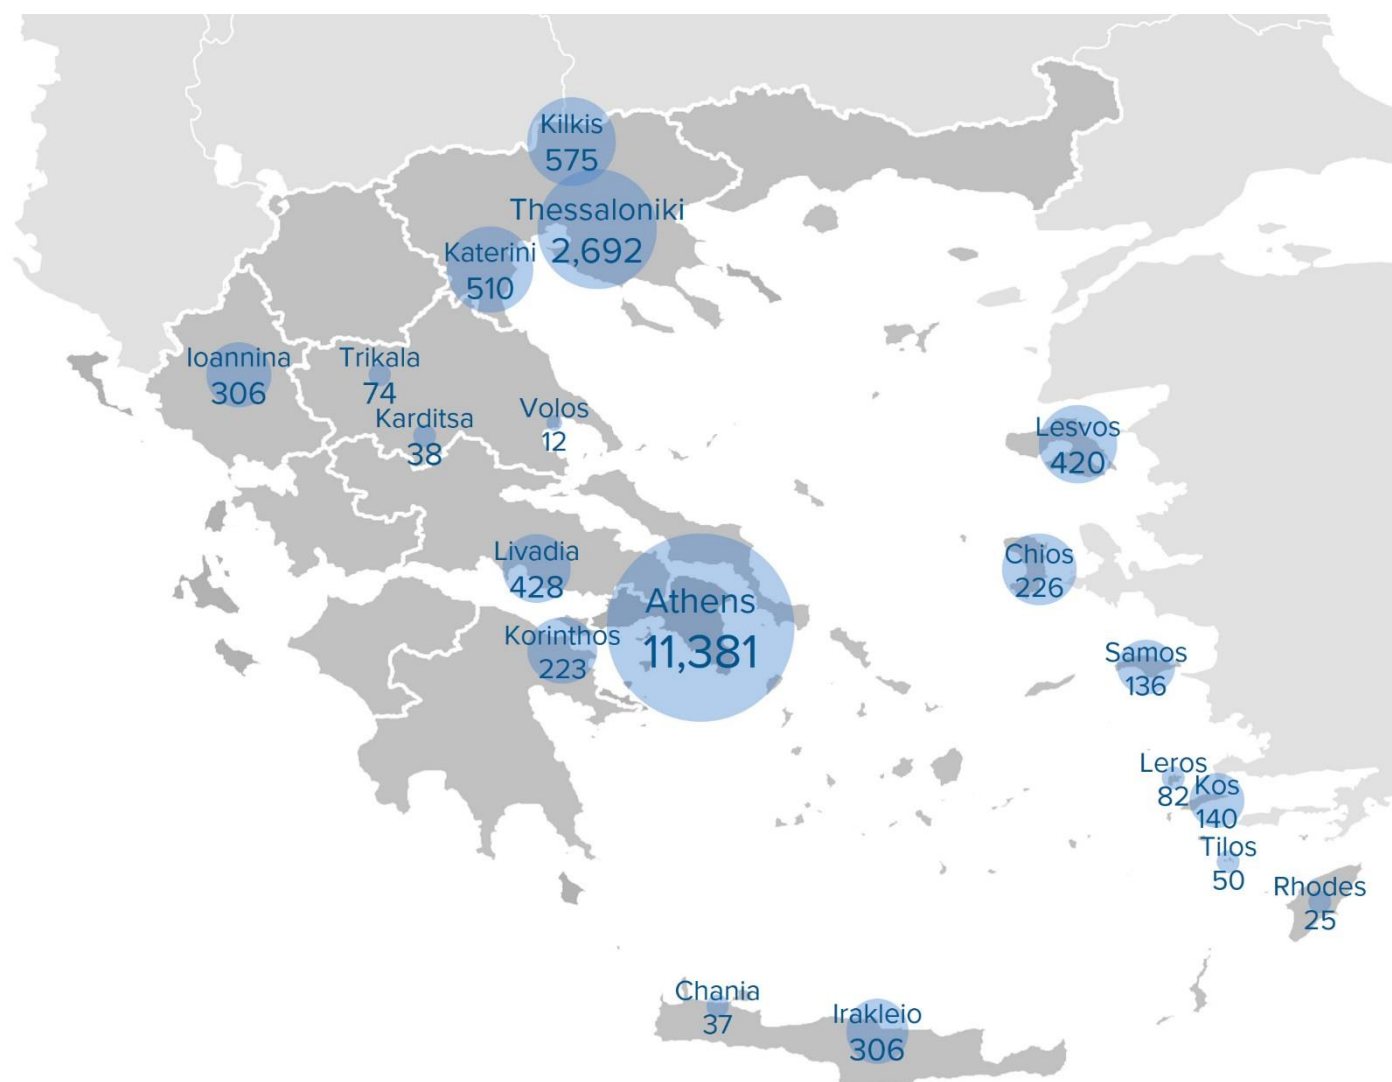 Kilkis
575
Thessaloniki
2,692
Katerini
510
Ioannina
306
Trikala
74
Karditsa
38
Volos
12
Lesvos
420
Livadia
428
Chios
226
Athens
11,381
Korinthos
223
Samos
136
Leros
82
Kos
140
Tilos
50
Rhodes
25
Chania
37
Irakleio
306